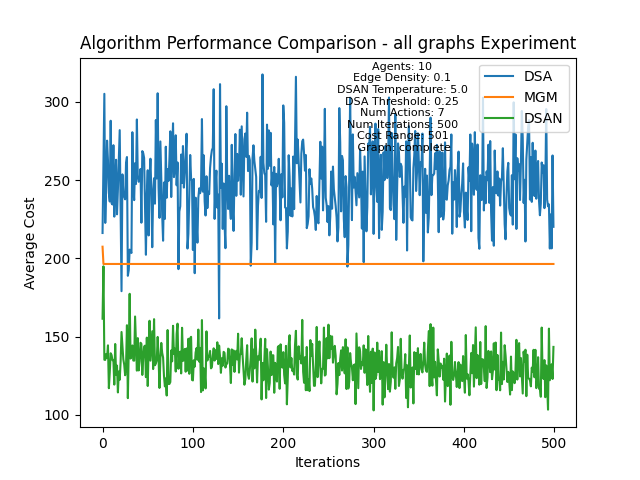 Algorithm Performance Comparison - all graphs Experiment
Agents: 10
Edge Density: 0.1
DSAN Temperature: 5.0
DSA Threshold: 0.25
Num Actions: 7
Num Iterations: 500
Cost Range: 501
Graph: complete
DSA
MGM
DSAN
Average Cost
300
250
200
150
100
0
100
200
300
400
500
Iterations